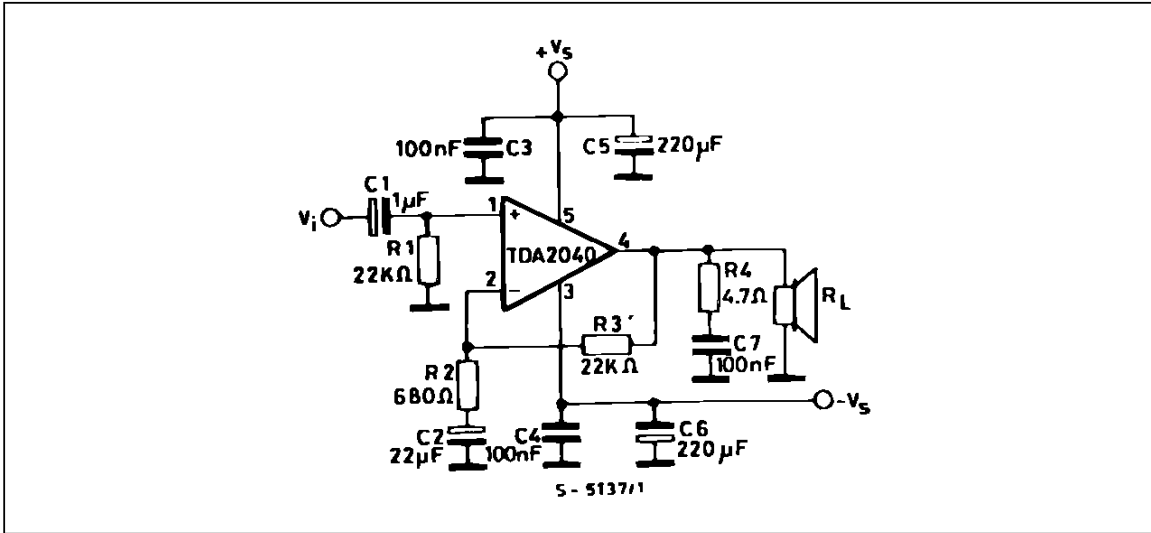 +Vs
100nF C3
C5 220µF
C1
1µF
Vi
R1
22KΩ
1
+
5
TDA2040
4
2
−
3
R3
22KΩ
R4
4.7Ω
C7
100nF
RL
R2
680Ω
C2
22µF
C4
100nF
C6
220µF
-Vs
S - 5137/1